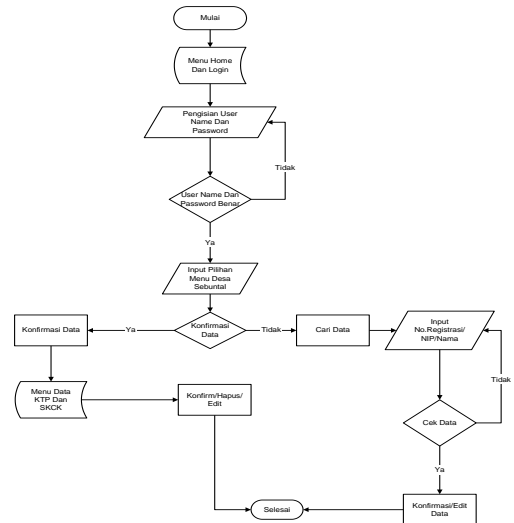 Mulai
Menu Home
Dan Login
Pengisian User
Name Dan
Password
Tidak
User Name Dan
Password Benar
Ya
Input Pilihan
Menu Desa
Sebuntal
Konfirmasi Data
Ya
Konfirmasi
Data
Tidak
Cari Data
Input
No.Registrasi/
NIP/Nama
Tidak
Menu Data
KTP Dan
SKCK
Konfirm/Hapus/
Edit
Cek Data
Ya
Selesai
Konfirmasi/Edit
Data